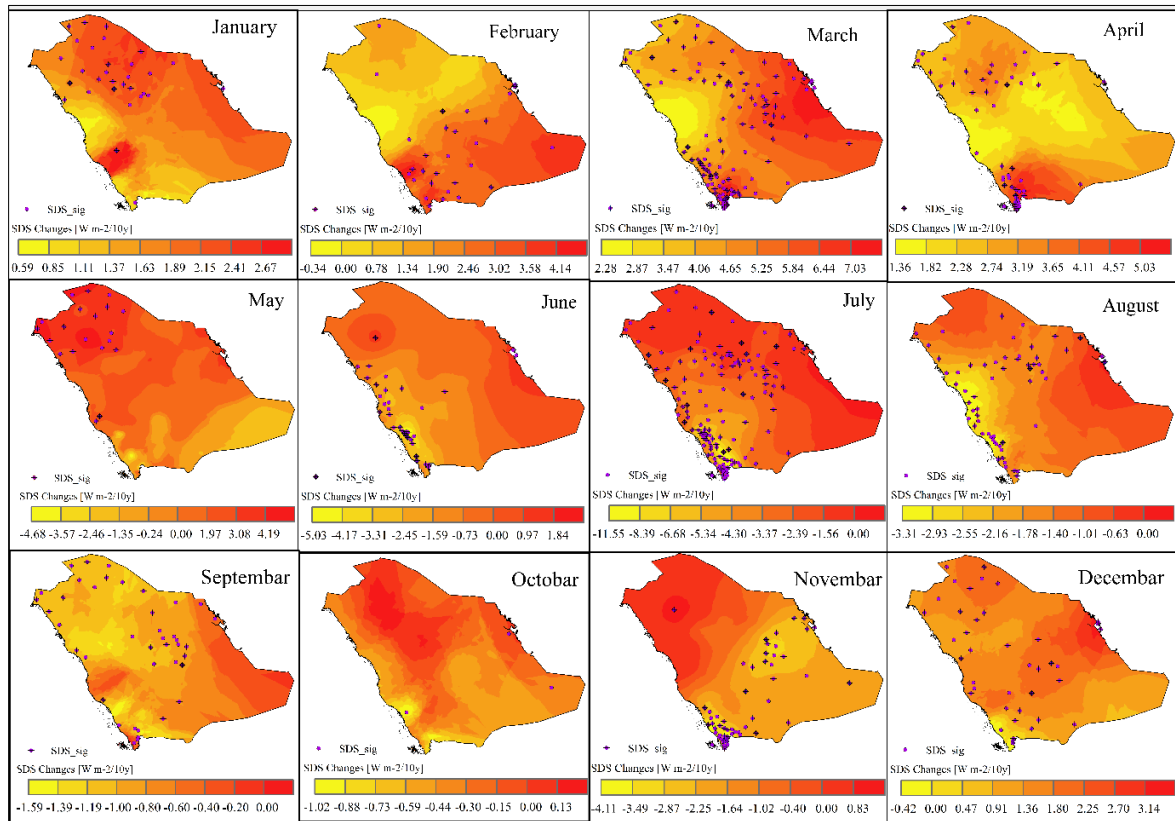 January
SDS_sig
SDS Changes [W m-2/10y]
0.59 0.85 1.11 1.37 1.63 1.89 2.15 2.41 2.67
February
SDS_sig
SDS Changes [W m-2/10y]
-0.34 0.00 0.78 1.34 1.90 2.46 3.02 3.58 4.14
March
SDS_sig
SDS Changes [W m-2/10y]
2.28 2.87 3.47 4.06 4.65 5.25 5.84 6.44 7.03
April
SDS_sig
SDS Changes [W m-2/10y]
1.36 1.82 2.28 2.74 3.19 3.65 4.11 4.57 5.03
May
SDS_sig
SDS Changes [W m-2/10y]
-4.68 -3.57 -2.46 -1.35 -0.24 0.00 1.97 3.08 4.19
June
SDS_sig
SDS Changes [W m-2/10y]
-5.03 -4.17 -3.31 -2.45 -1.59 -0.73 0.00 0.97 1.84
July
SDS_sig
SDS Changes [W m-2/10y]
-11.55 -8.39 -6.68 -5.34 -4.30 -3.37 -2.39 -1.56 0.00
August
SDS_sig
SDS Changes [W m-2/10y]
-3.31 -2.93 -2.55 -2.16 -1.78 -1.40 -1.01 -0.63 0.00
Septembar
SDS_sig
SDS Changes [W m-2/10y]
-1.59 -1.39 -1.19 -1.00 -0.80 -0.60 -0.40 -0.20 0.00
Octobar
SDS_sig
SDS Changes [W m-2/10y]
-1.02 -0.88 -0.73 -0.59 -0.44 -0.30 -0.15 0.00 0.13
Novembar
SDS_sig
SDS Changes [W m-2/10y]
-4.11 -3.49 -2.87 -2.25 -1.64 -1.02 -0.40 0.00 0.83
Decembar
SDS_sig
SDS Changes [W m-2/10y]
-0.42 0.00 0.47 0.91 1.36 1.80 2.25 2.70 3.14